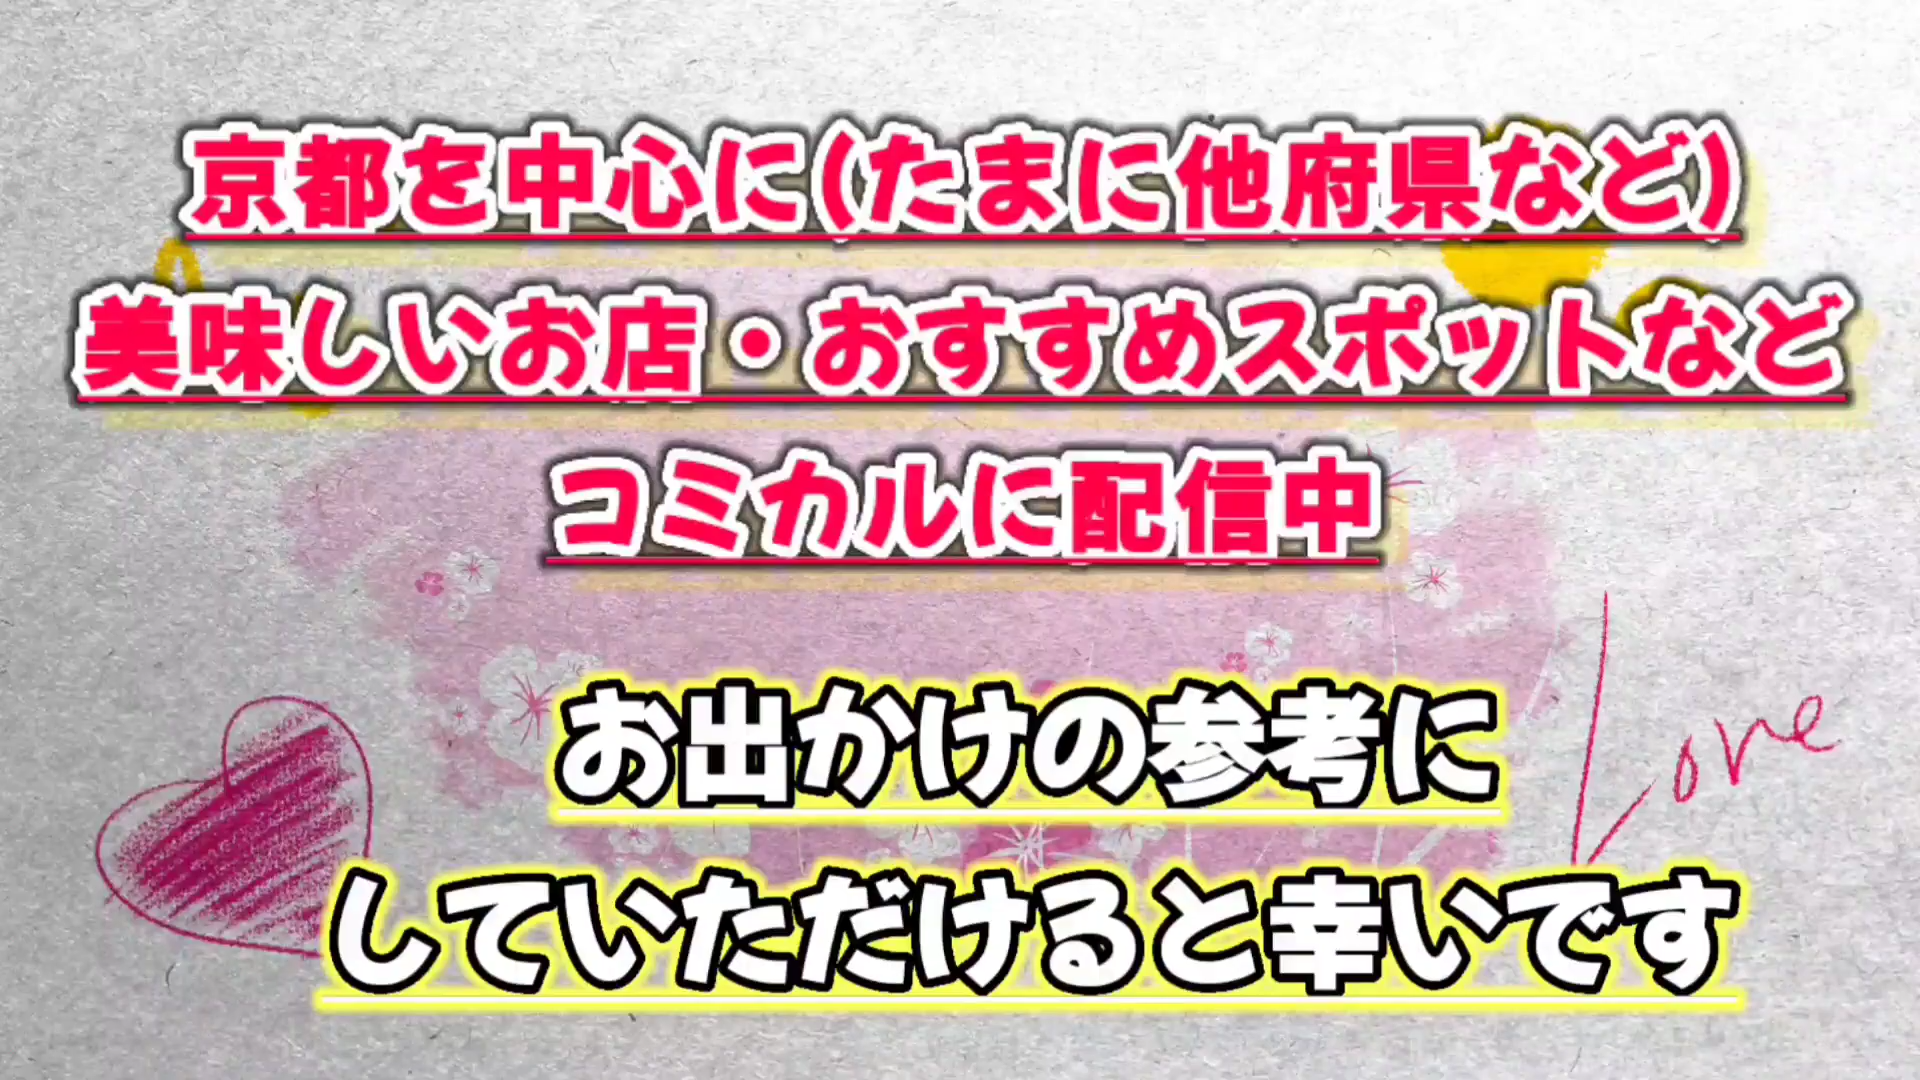 京都を中心に(たまに他府県など)
美味しいお店・おすすめスポットなど
コミカルに配信中
お出かけの参考に
Love
していただけると幸いです